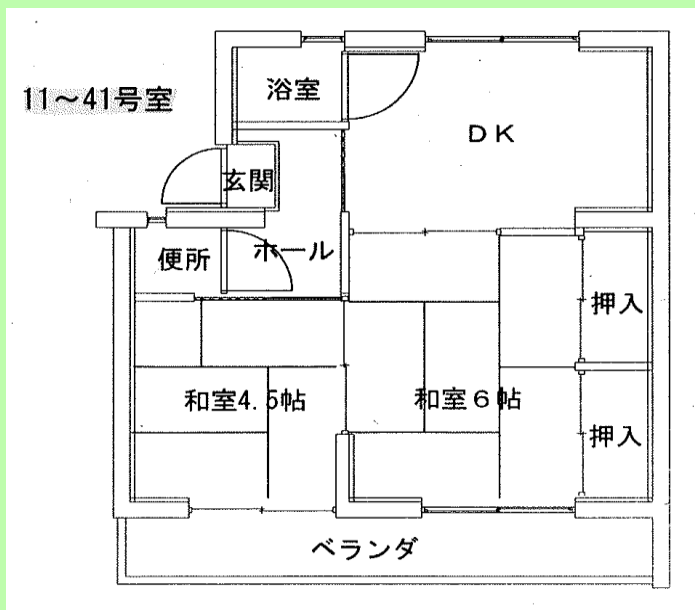 11～41号室
浴室
DK
玄関
便所
ホール
押入
和室4.5帖
和室６帖
押入
ベランダ